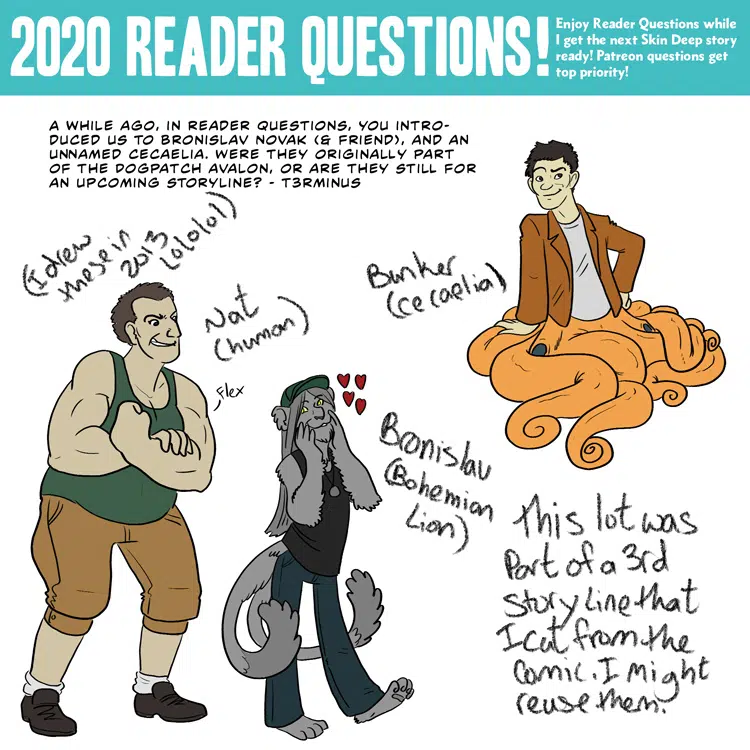 2020 READER QUESTIONS!
Enjoy Reader Questions while
I get the next Skin Deep story
ready! Patreon questions get
top priority!
A WHILE AGO, IN READER QUESTIONS, YOU INTRO-
DUCED US TO BRONISLAV NOVAK (& FRIEND), AND AN
UNNAMED CECAELIA. WERE THEY ORIGINALLY PART
OF THE DOGPATCH AVALON, OR ARE THEY STILL FOR
AN UPCOMING STORYLINE? - T3RMINUS
(I drew
these in
2013
lolololol)
Nat
(human)
Flex
Bunker
(cecaelia)
Bronislav
(Bohemian
Lion)
This lot was
Part of a 3rd
storyline that
I cut from the
comic. I might
reuse them.